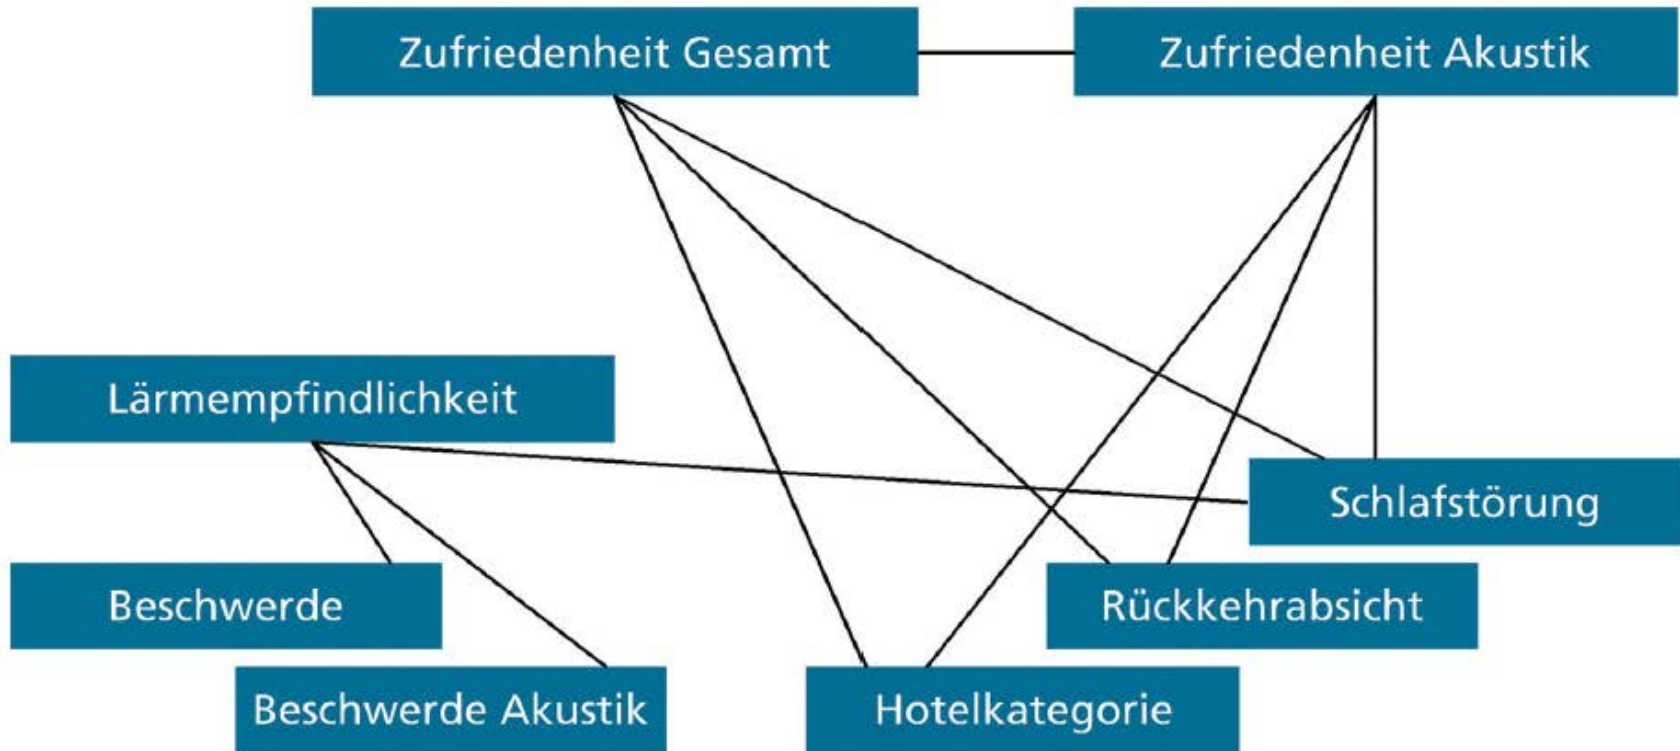 Zufriedenheit Gesamt
Zufriedenheit Akustik
Lärmempfindlichkeit
Schlafstörung
Beschwerde
Rückkehrabsicht
Beschwerde Akustik
Hotelkategorie